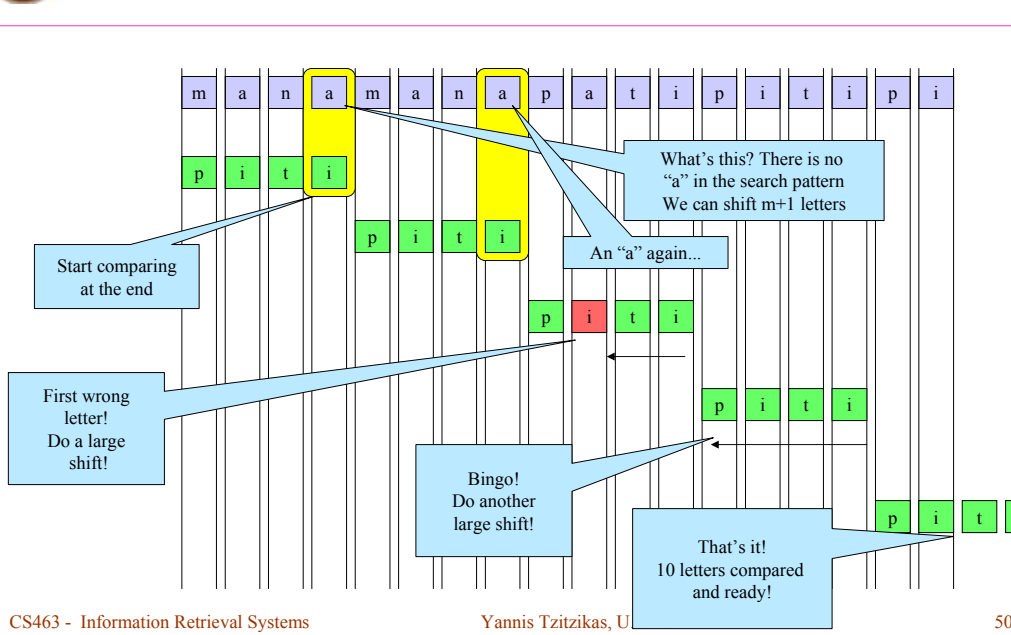 m a n a m a n a p a t i p i t i p i
What's this? There is no
“a” in the search pattern
We can shift m+1 letters
p i t i
p i t i
An “a” again...
Start comparing
at the end
p i t i
First wrong
letter!
Do a large
shift!
p i t i
Bingo!
Do another
large shift!
p i t
That's it!
10 letters compared
and ready!
CS463 - Information Retrieval Systems
Yannis Tzitzikas, U.
50